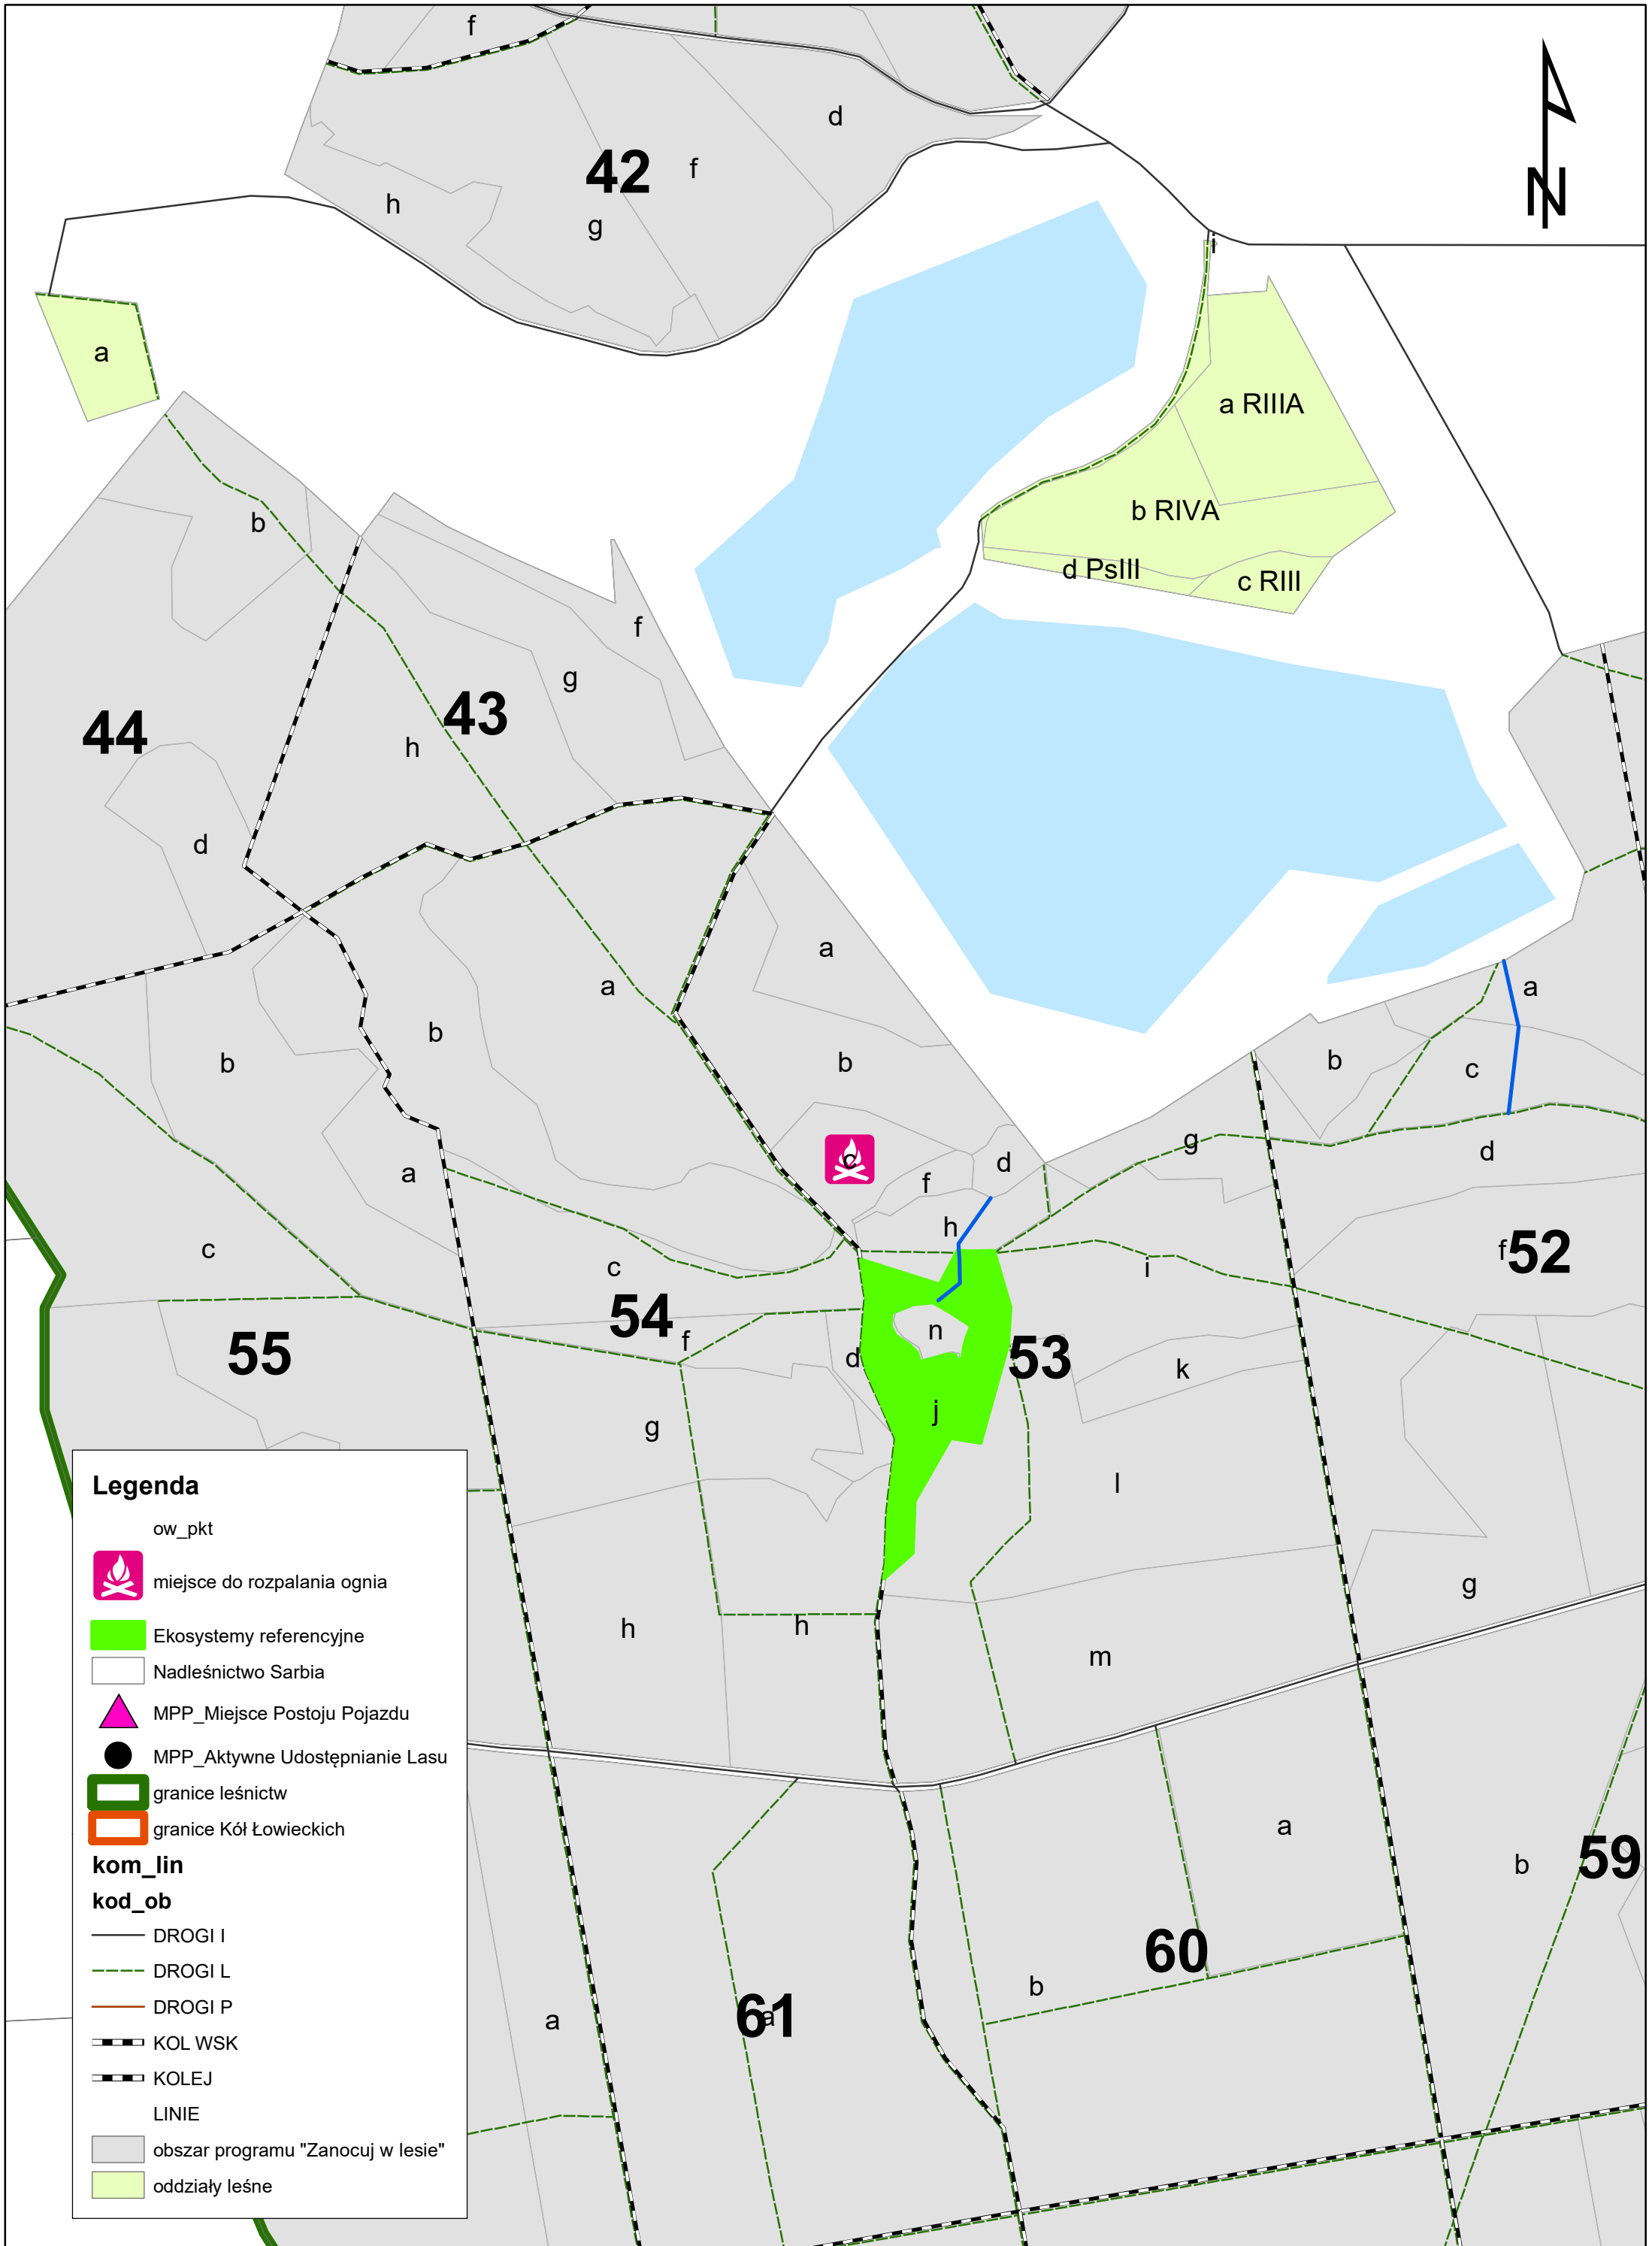 f
d
42
f
h
g
N
i
a
a RIIIA
b RIVA
b
d PsIII
c RIII
f
g
43
44
h
d
a
a
a
b
b
b
b
c
c
g
d
d
a
f
h
c
f
52
c
i
54
n
f
55
d
53
k
j
g
l
g
h
h
m
a
b
59
60
b
a
61
a
Legenda
ow_pkt
miejsce do rozpalania ognia
Ekosystemy referencyjne
Nadleśnictwo Sarbia
MPP_Miejsce Postoju Pojazdu
MPP_Aktywne Udostępnianie Lasu
granice leśnictw
granice Kół Łowieckich
kom_lin
kod_ob
DROGI I
DROGI L
DROGI P
KOL WSK
KOLEJ
LINIE
obszar programu "Zanocuj w lesie"
oddziały leśne